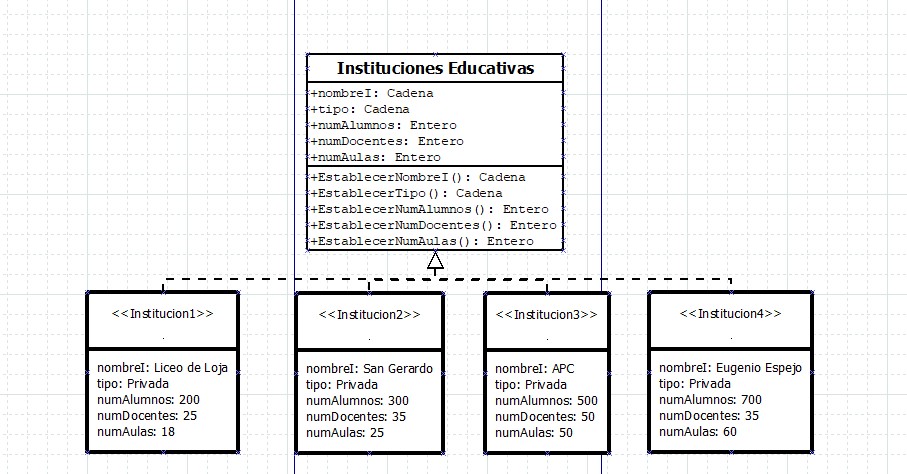 Instituciones Educativas
+nombreI: Cadena
+tipo: Cadena
+numAlumnos: Entero
+numDocentes: Entero
+numAulas: Entero
+EstablecerNombreI(): Cadena
+EstablecerTipo(): Cadena
+EstablecerNumAlumnos(): Entero
+EstablecerNumDocentes(): Entero
+EstablecerNumAulas(): Entero
<<Institucion1>>
.
nombreI: Liceo de Loja
tipo: Privada
numAlumnos: 200
numDocentes: 25
numAulas: 18
<<Institucion2>>
.
nombreI: San Gerardo
tipo: Privada
numAlumnos: 300
numDocentes: 35
numAulas: 25
<<Institucion3>>
.
nombreI: APC
tipo: Privada
numAlumnos: 500
numDocentes: 50
numAulas: 50
<<Institucion4>>
.
nombreI: Eugenio Espejo
tipo: Privada
numAlumnos: 700
numDocentes: 35
numAulas: 60